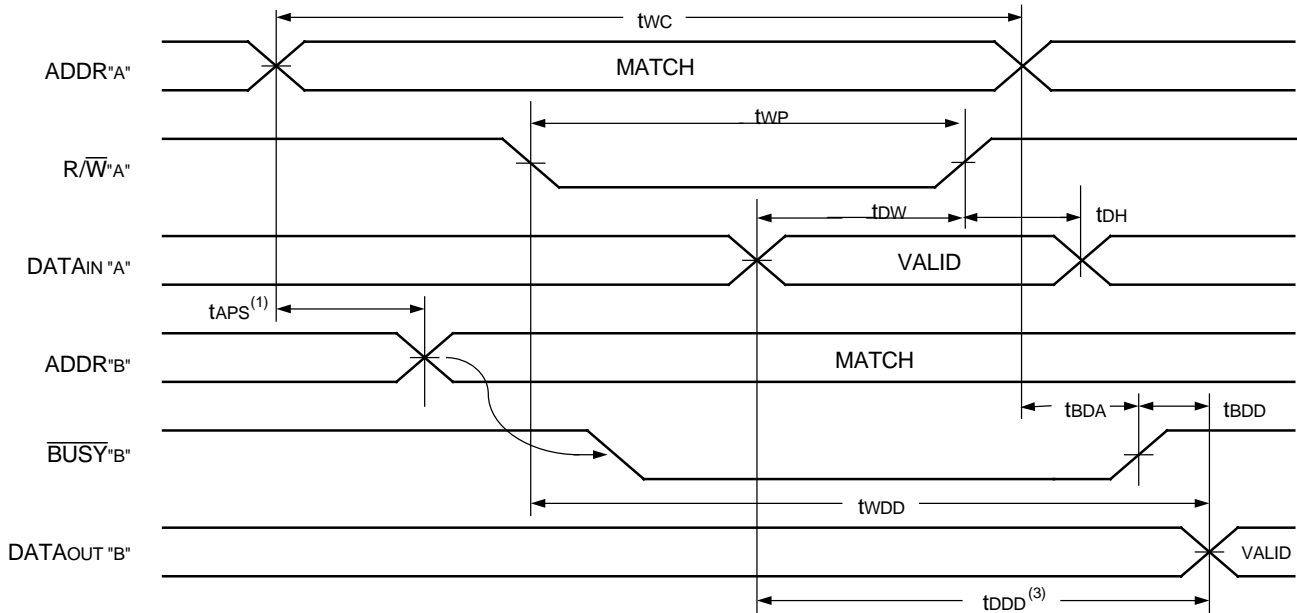 tWC
ADDR"A"
MATCH
tWP
R/W̅"A"
tDW
tDH
DATAIN "A"
VALID
tAPS(1)
ADDR"B"
MATCH
tBDA
tBDD
B̅U̅S̅Y̅"B"
tWDD
DATAOUT "B"
VALID
tDDD(3)